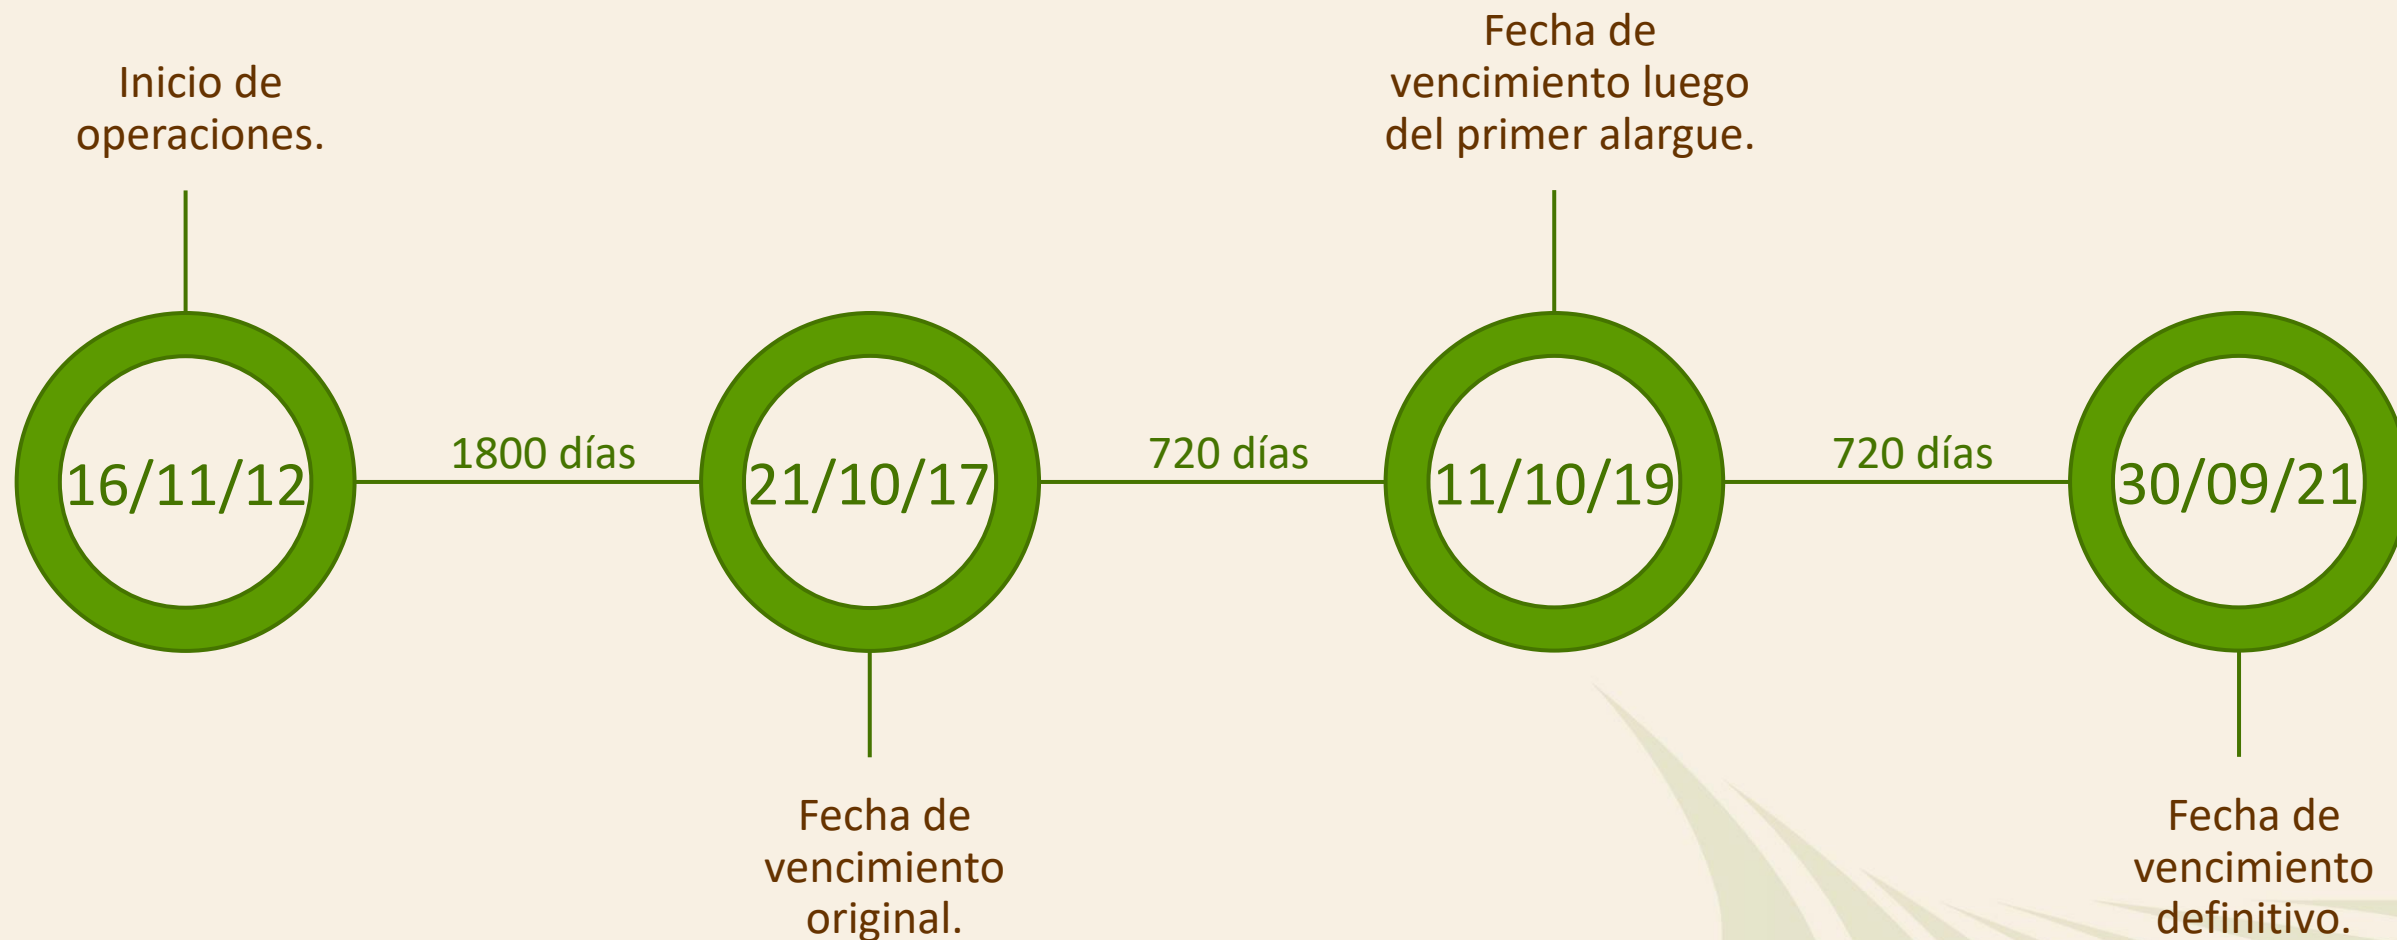 Inicio de
operaciones.
Fecha de
vencimiento luego
del primer alargue.
16/11/12
1800 días
21/10/17
720 días
11/10/19
720 días
30/09/21
Fecha de
vencimiento
original.
Fecha de
vencimiento
definitivo.